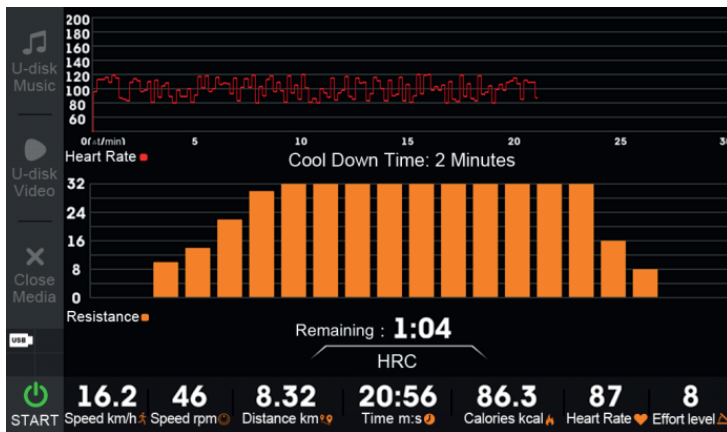 200
180
160
140
120
100
80
60
0(△t/min) 5 10 15 20 25 30
Heart Rate
Cool Down Time: 2 Minutes
U-disk
Music
U-disk
Video
Close
Media
32
24
16
8
0
Resistance
USB
Remaining : 1:04
HRC
START
16.2 46 8.32 20:56 86.3 87 8
Speed km/h Speed rpm Distance km Time m:s Calories kcal Heart Rate Effort level